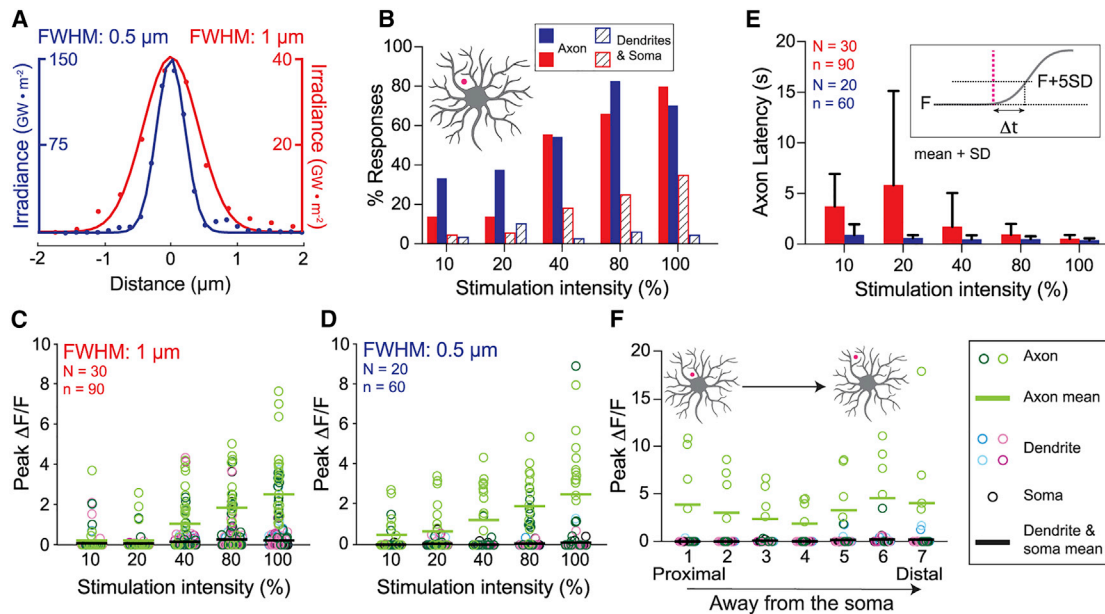 A
FWHM: 0.5 µm
FWHM: 1 µm
150
75
Irradiance (GW • m⁻²)
40
20
Irradiance (GW • m⁻²)
-2
-1
0
1
2
Distance (µm)
B
Axon
Dendrites & Soma
100
80
60
40
20
0
% Responses
10
20
40
80
100
Stimulation intensity (%)
E
N = 30
n = 90
N = 20
n = 60
F
F+5SD
Δt
mean + SD
20
15
10
5
0
Axon Latency (s)
10
20
40
80
100
Stimulation intensity (%)
C
FWHM: 1 µm
N = 30
n = 90
10
8
6
4
2
0
Peak ΔF/F
10
20
40
80
100
Stimulation intensity (%)
D
FWHM: 0.5 µm
N = 20
n = 60
10
8
6
4
2
0
Peak ΔF/F
10
20
40
80
100
Stimulation intensity (%)
F
20
15
10
5
0
Peak ΔF/F
1
2
3
4
5
6
7
Proximal
Distal
Away from the soma
Axon
Axon mean
Dendrite
Soma
Dendrite &
soma mean